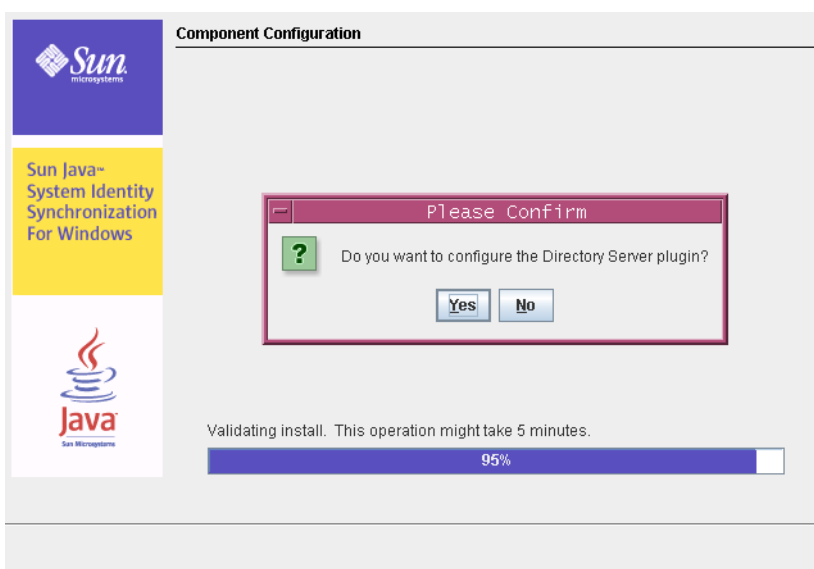 Component Configuration
Sun
microsystems
Sun Java™
System Identity
Synchronization
For Windows
Please Confirm
?
Do you want to configure the Directory Server plugin?
Yes
No
Java
Sun Microsystems
Validating install. This operation might take 5 minutes.
95%